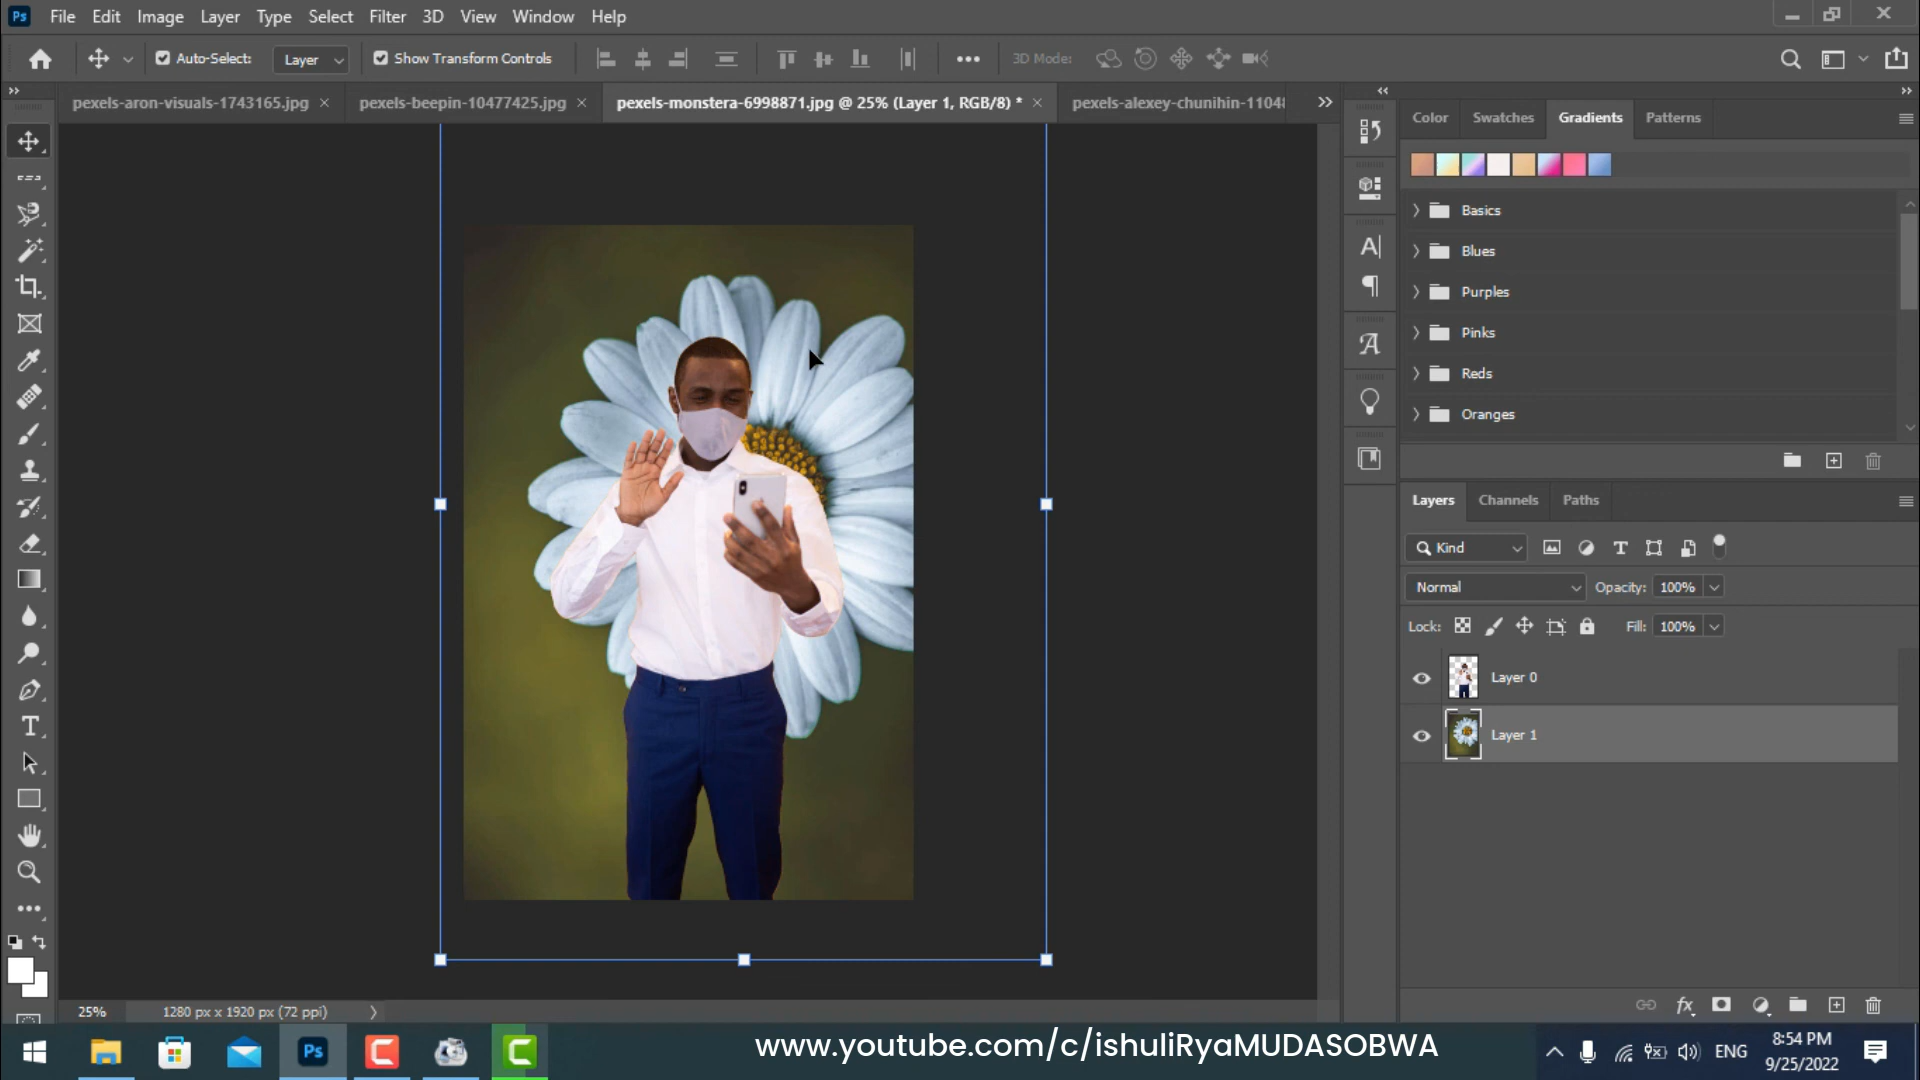 Ps File Edit Image Layer Type Select Filter 3D View Window Help
Auto-Select: Layer Show Transform Controls 3D Mode:
pexels-aron-visuals-1743165.jpg × pexels-beepin-10477425.jpg × pexels-monstera-6998871.jpg @ 25% (Layer 1, RGB/8) * × pexels-alexey-chunihin-1104
Color Swatches Gradients Patterns
Basics
Blues
Purples
Pinks
Reds
Oranges
Layers Channels Paths
Kind
Normal Opacity: 100%
Lock: Fill: 100%
Layer 0
Layer 1
25% 1280 px x 1920 px (72 ppi)
www.youtube.com/c/ishuliRyaMUDASOBWA
ENG
8:54 PM
9/25/2022